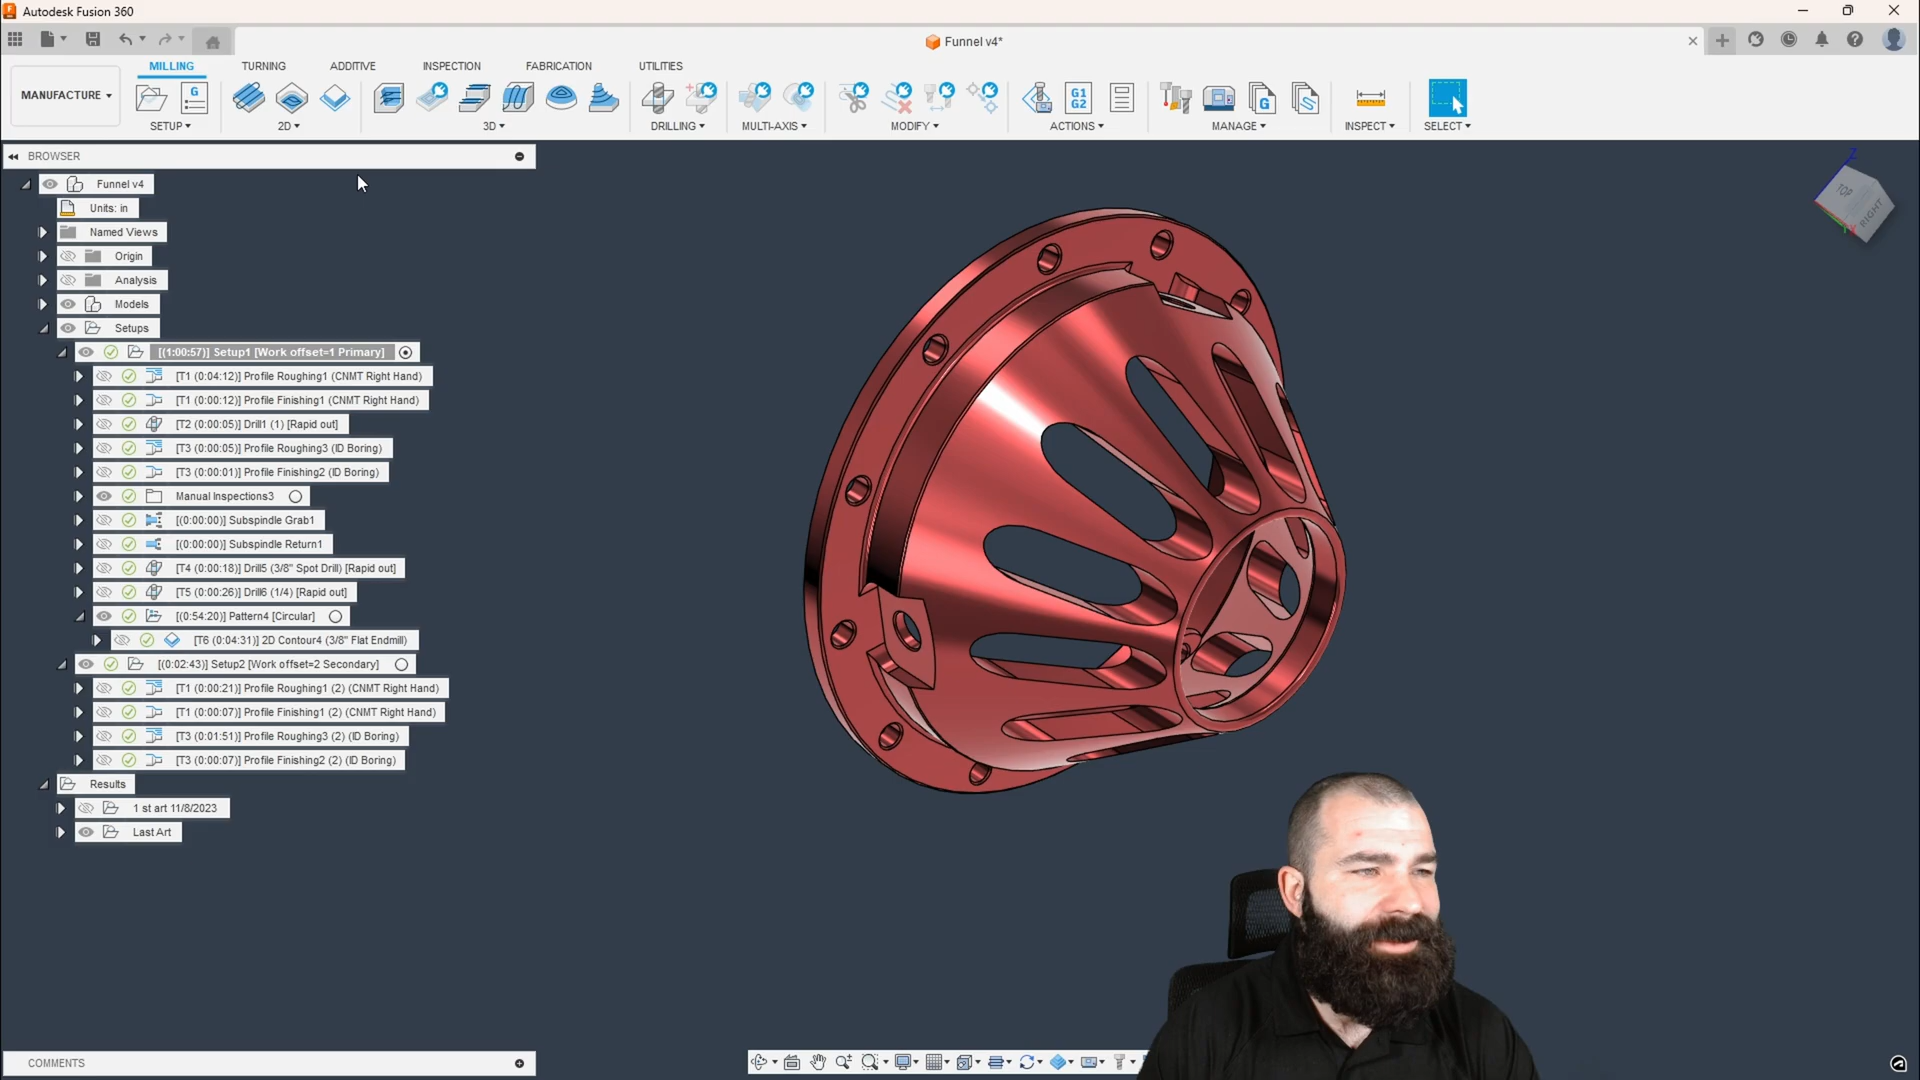 Autodesk Fusion 360
Funnel v4*
MILLING TURNING ADDITIVE INSPECTION FABRICATION UTILITIES
MANUFACTURE
G
G1
G2
G
S
SETUP 2D 3D DRILLING MULTI-AXIS MODIFY ACTIONS MANAGE INSPECT SELECT
BROWSER
Funnel v4
Units: in
Named Views
Origin
Analysis
Models
Setups
[(1:00:57)] Setup1 [Work offset=1 Primary]
[T1 (0:04:12)] Profile Roughing1 (CNMT Right Hand)
[T1 (0:00:12)] Profile Finishing1 (CNMT Right Hand)
[T2 (0:00:05)] Drill1 (1) [Rapid out]
[T3 (0:00:05)] Profile Roughing3 (ID Boring)
[T3 (0:00:01)] Profile Finishing2 (ID Boring)
Manual Inspections3
[(0:00:00)] Subspindle Grab1
[(0:00:00)] Subspindle Return1
[T4 (0:00:18)] Drill5 (3/8" Spot Drill) [Rapid out]
[T5 (0:00:26)] Drill6 (1/4) [Rapid out]
[(0:54:20)] Pattern4 [Circular]
[T6 (0:04:31)] 2D Contour4 (3/8" Flat Endmill)
[(0:02:43)] Setup2 [Work offset=2 Secondary]
[T1 (0:00:21)] Profile Roughing1 (2) (CNMT Right Hand)
[T1 (0:00:07)] Profile Finishing1 (2) (CNMT Right Hand)
[T3 (0:01:51)] Profile Roughing3 (2) (ID Boring)
[T3 (0:00:07)] Profile Finishing2 (2) (ID Boring)
Results
1 st art 11/8/2023
Last Art
Z
TOP
RIGHT
COMMENTS